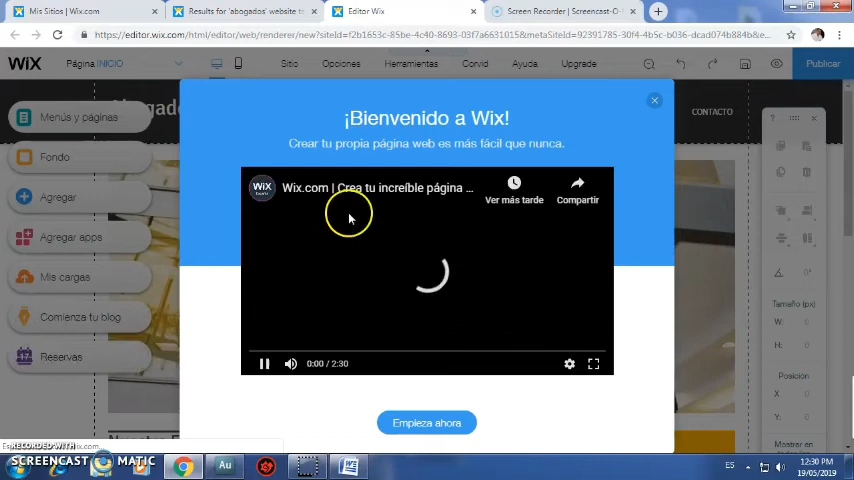 Mis Sitios | Wix.com
Results for 'abogados' website te
Editor Wix
Screen Recorder | Screencast-O-
https://editor.wix.com/html/editor/web/renderer/new?siteId=f2b1653c-85be-4c40-8693-03f7a6631015&metaSiteId=92391785-30f4-4b5c-b036-dcad074b884b&e...
WiX
Página INICIO
Sitio
Opciones
Herramientas
Corvid
Ayuda
Upgrade
Publicar
CONTACTO
Menús y páginas
Fondo
Agregar
Agregar apps
Mis cargas
Comienza tu blog
Reservas
¡Bienvenido a Wix!
Crear tu propia página web es más fácil que nunca.
WiX
Wix.com | Crea tu increíble página ...
Ver más tarde
Compartir
0:00 / 2:30
Empieza ahora
?
0°
Tamaño (px)
W:
H:
Posición
X
Y:
Mostrar en
RECORDED WITH
SCREENCAST MATIC
Au
W
ES
12:30 PM
19/05/2019